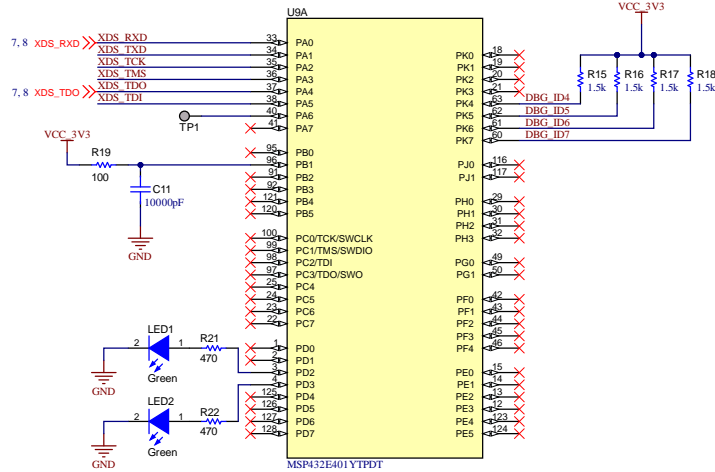 U9A
VCC_3V3
7, 8 XDS_RXD XDS_RXD 33 PA0
XDS_TXD 34 PA1
XDS_TCK 35 PA2
XDS_TMS 36 PA3
7, 8 XDS_TDO XDS_TDO 37 PA4
XDS_TDI 38 PA5
TP1 40 PA6
41 PA7
VCC_3V3
R19
100
C11
10000pF
GND
95 PB0
96 PB1
91 PB2
92 PB3
121 PB4
120 PB5
100 PC0/TCK/SWCLK
99 PC1/TMS/SWDIO
98 PC2/TDI
97 PC3/TDO/SWO
25 PC4
24 PC5
23 PC6
22 PC7
1 PD0
2 PD1
3 PD2
4 PD3
125 PD4
126 PD5
127 PD6
128 PD7
LED1
2 1
Green
R21
470
GND
LED2
2 1
Green
R22
470
GND
PK0 18
PK1 19
PK2 20
PK3 21
PK4 63 DBG_ID4
PK5 62 DBG_ID5
PK6 61 DBG_ID6
PK7 60 DBG_ID7
R15 R16 R17 R18
1.5k 1.5k 1.5k 1.5k
PJ0 116
PJ1 117
PH0 29
PH1 30
PH2 31
PH3 32
PG0 49
PG1 50
PF0 42
PF1 43
PF2 44
PF3 45
PF4 46
PE0 15
PE1 14
PE2 13
PE3 12
PE4 123
PE5 124
MSP432E401YTPDT